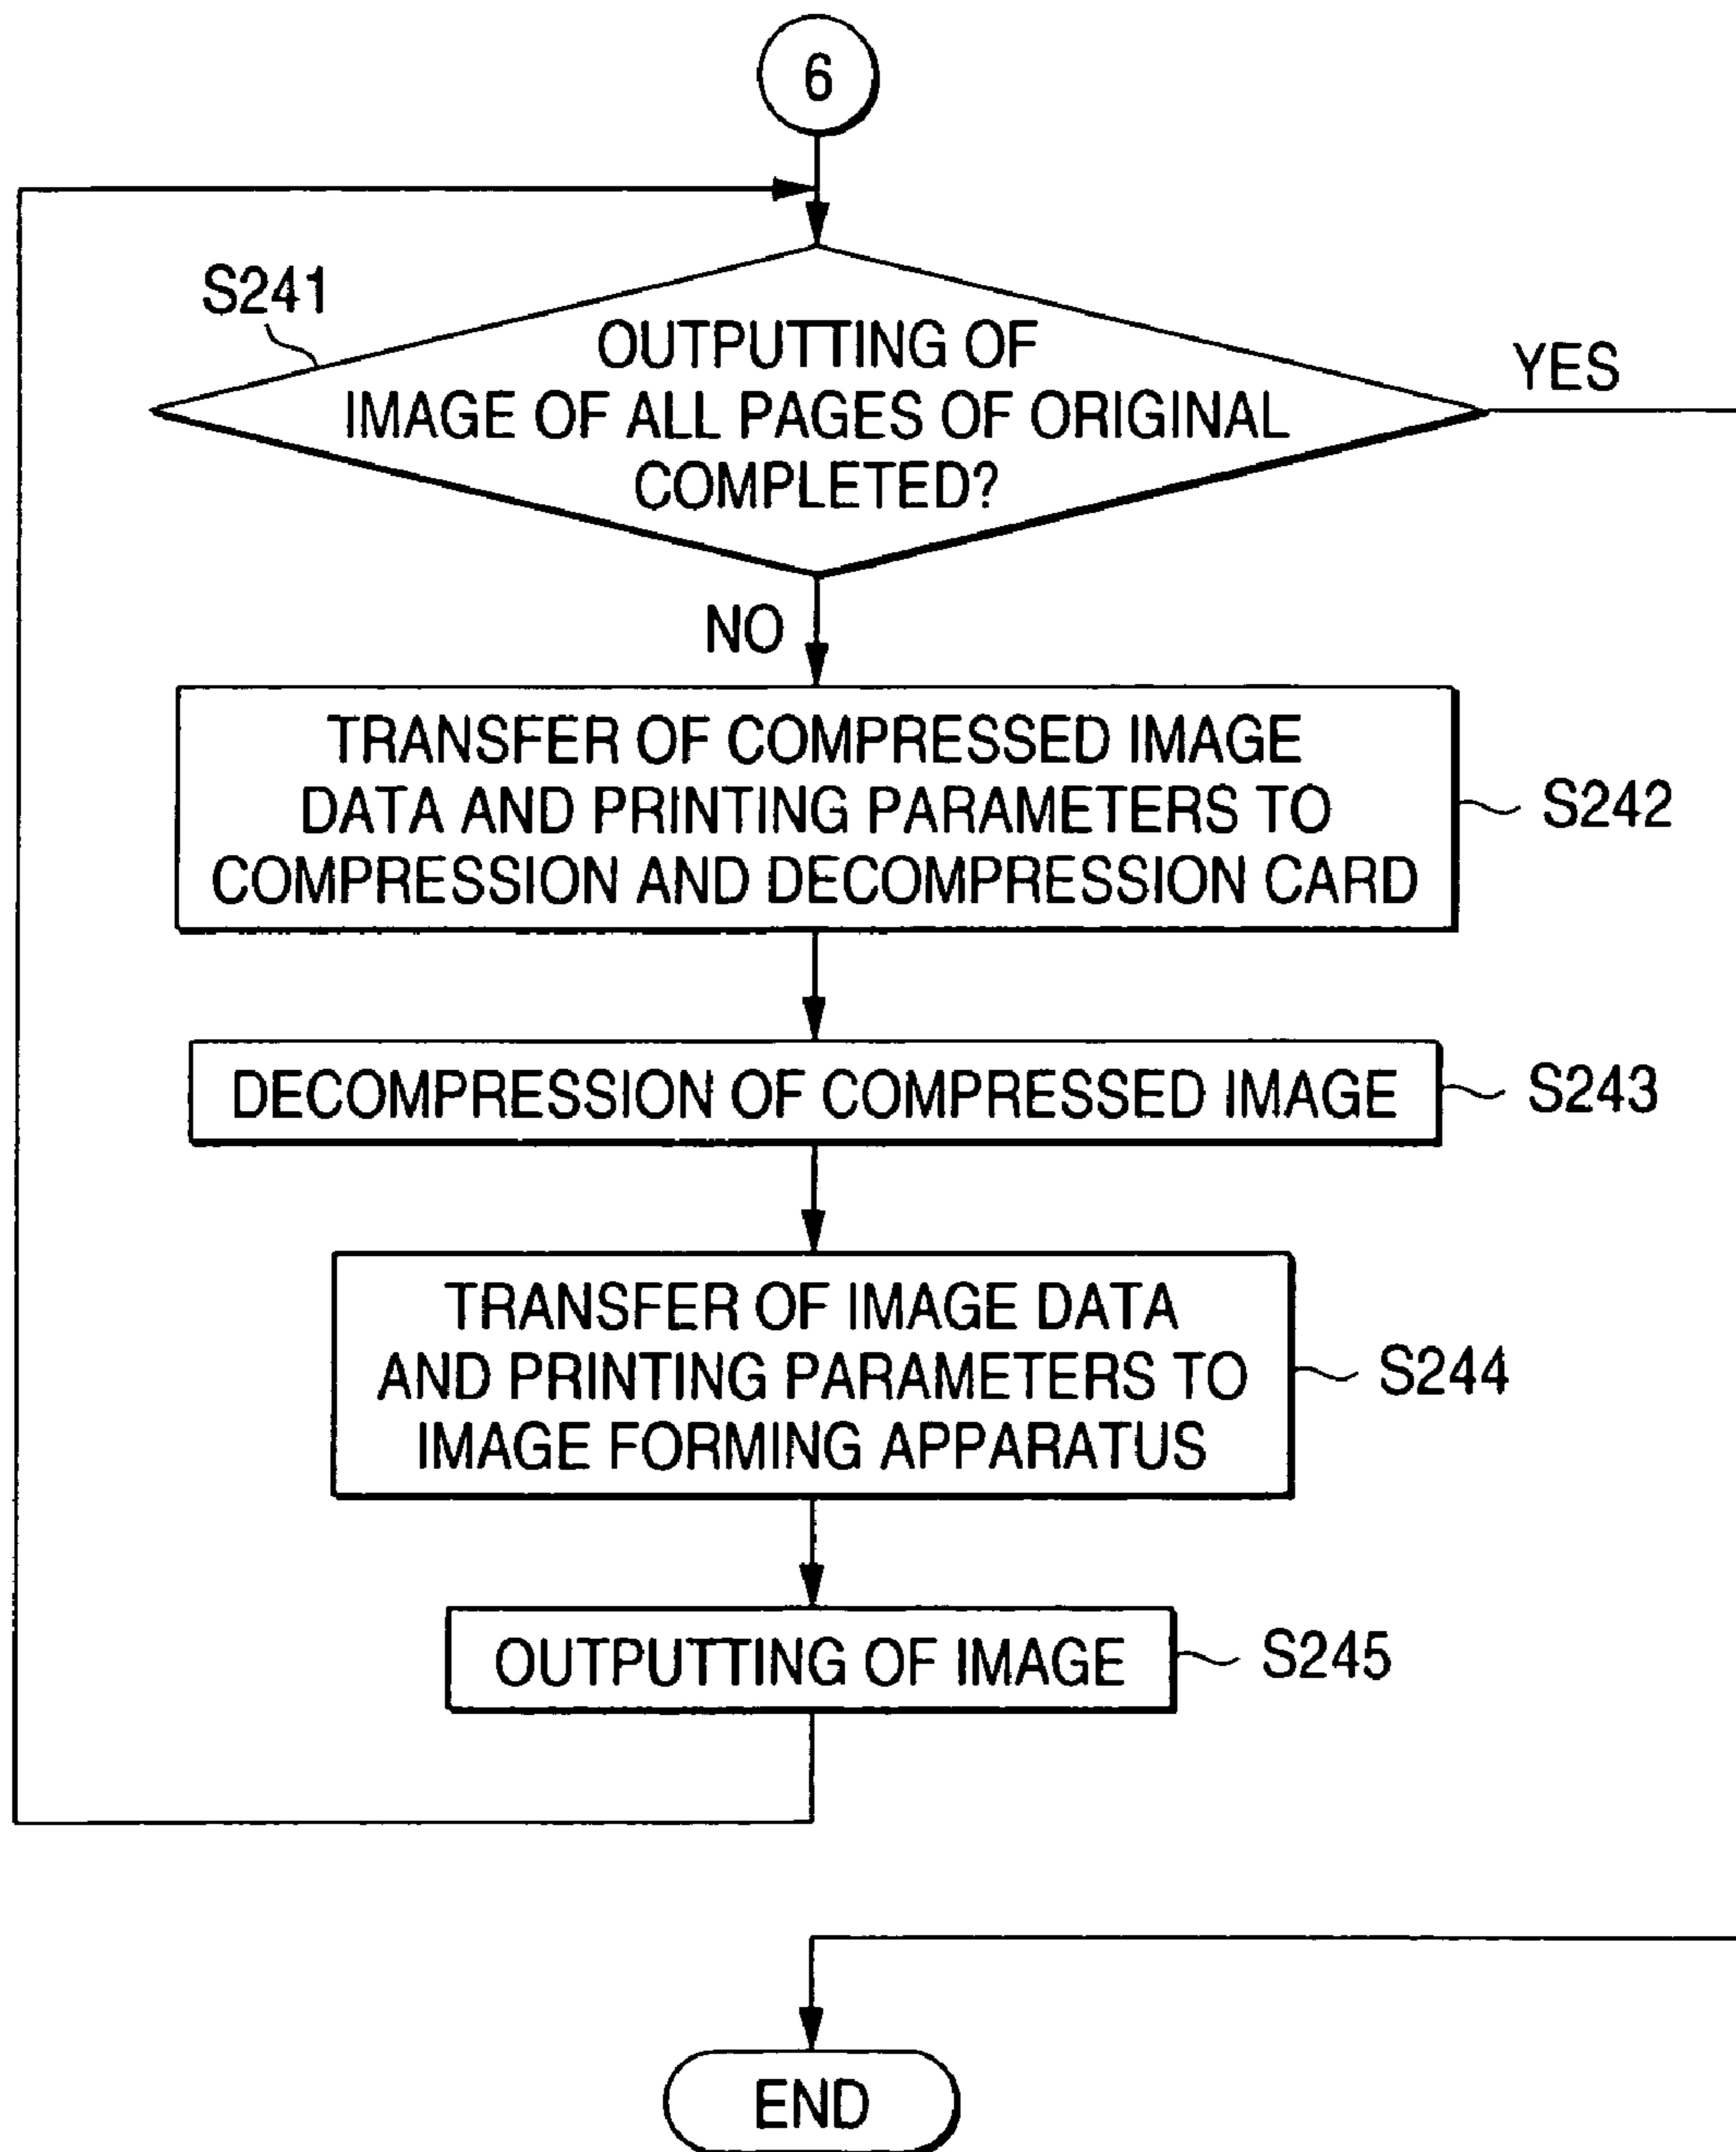 6
S241
OUTPUTTING OF
IMAGE OF ALL PAGES OF ORIGINAL
COMPLETED?
YES
NO
TRANSFER OF COMPRESSED IMAGE
DATA AND PRINTING PARAMETERS TO
COMPRESSION AND DECOMPRESSION CARD
S242
DECOMPRESSION OF COMPRESSED IMAGE
S243
TRANSFER OF IMAGE DATA
AND PRINTING PARAMETERS TO
IMAGE FORMING APPARATUS
S244
OUTPUTTING OF IMAGE
S245
END